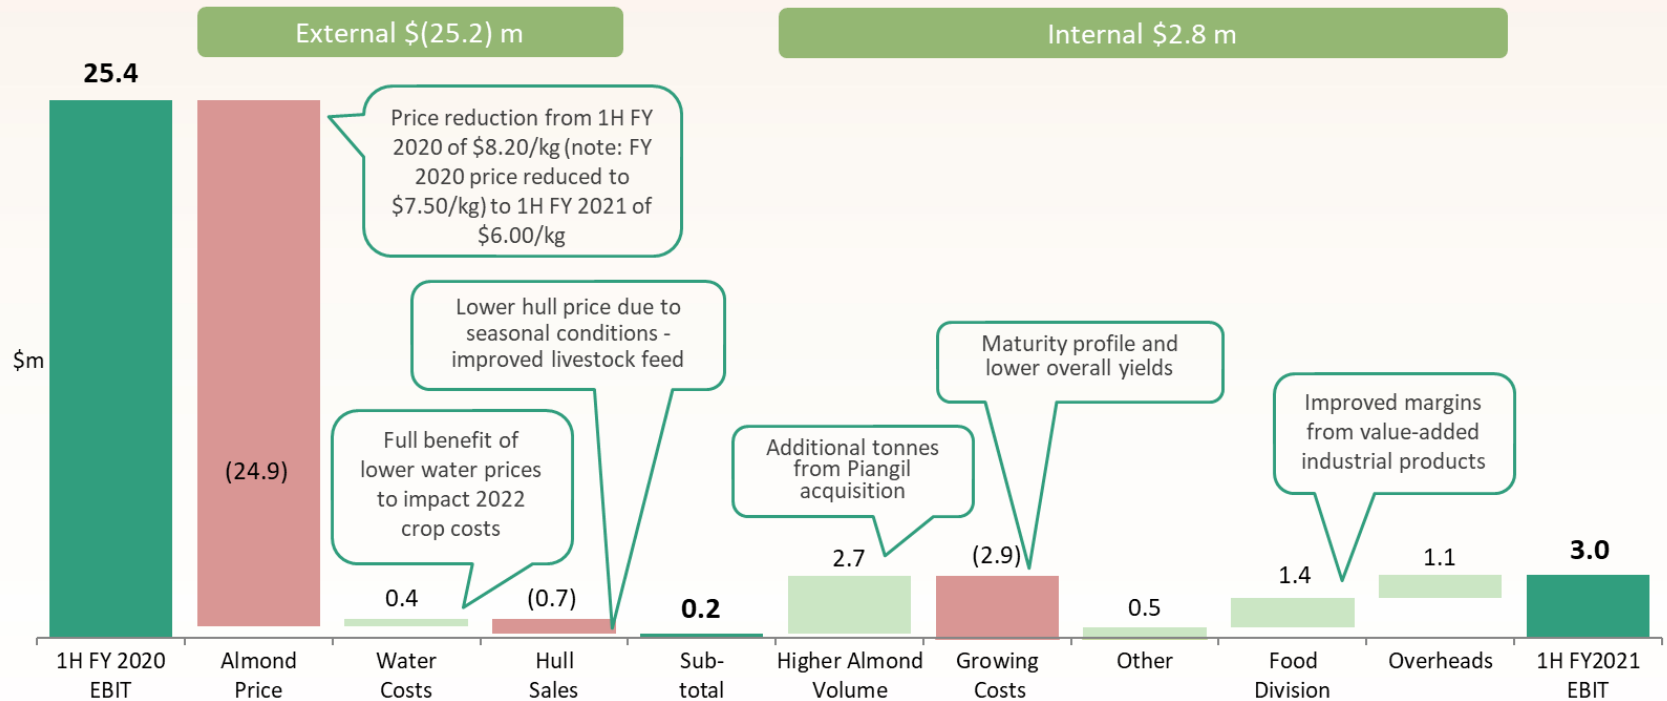 External $(25.2) m
Internal $2.8 m
25.4
Price reduction from 1H FY
2020 of $8.20/kg (note: FY
2020 price reduced to
$7.50/kg) to 1H FY 2021 of
$6.00/kg
Lower hull price due to
seasonal conditions -
improved livestock feed
Maturity profile and
lower overall yields
$m
Improved margins
from value-added
industrial products
Full benefit of
lower water prices
to impact 2022
crop costs
Additional tonnes
from Piangil
acquisition
(24.9)
0.4
(0.7)
0.2
2.7
(2.9)
0.5
1.4
1.1
3.0
1H FY 2020
EBIT
Almond
Price
Water
Costs
Hull
Sales
Sub-
total
Higher Almond
Volume
Growing
Costs
Other
Food
Division
Overheads
1H FY2021
EBIT